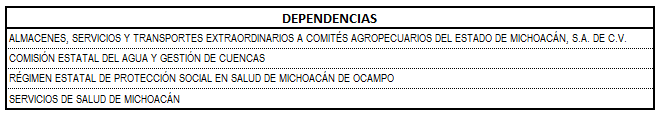 DEPENDENCIAS
ALMACENES, SERVICIOS Y TRANSPORTES EXTRAORDINARIOS A COMITÉS AGROPECUARIOS DEL ESTADO DE MICHOACÁN, S.A. DE C.V.
COMISIÓN ESTATAL DEL AGUA Y GESTIÓN DE CUENCAS
RÉGIMEN ESTATAL DE PROTECCIÓN SOCIAL EN SALUD DE MICHOACÁN DE OCAMPO
SERVICIOS DE SALUD DE MICHOACÁN